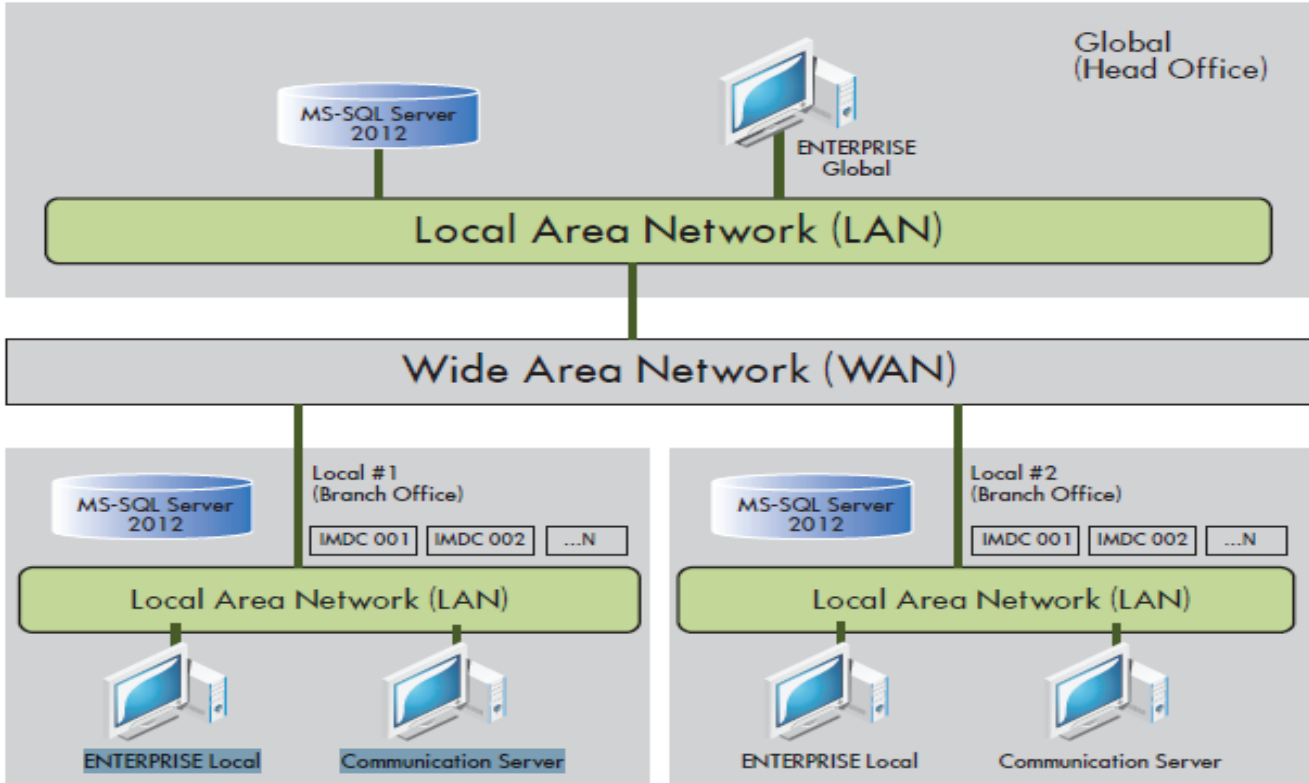 Global
(Head Office)
MS-SQL Server
2012
ENTERPRISE
Global
Local Area Network (LAN)
Wide Area Network (WAN)
Local #1
(Branch Office)
MS-SQL Server
2012
IMDC 001
IMDC 002
...N
Local Area Network (LAN)
ENTERPRISE Local
Communication Server
Local #2
(Branch Office)
MS-SQL Server
2012
IMDC 001
IMDC 002
...N
Local Area Network (LAN)
ENTERPRISE Local
Communication Server